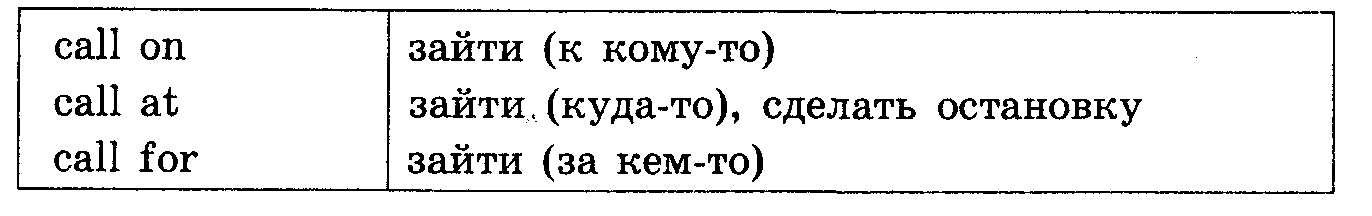 call on зайти (к кому-то)
call at зайти (куда-то), сделать остановку
call for зайти (за кем-то)